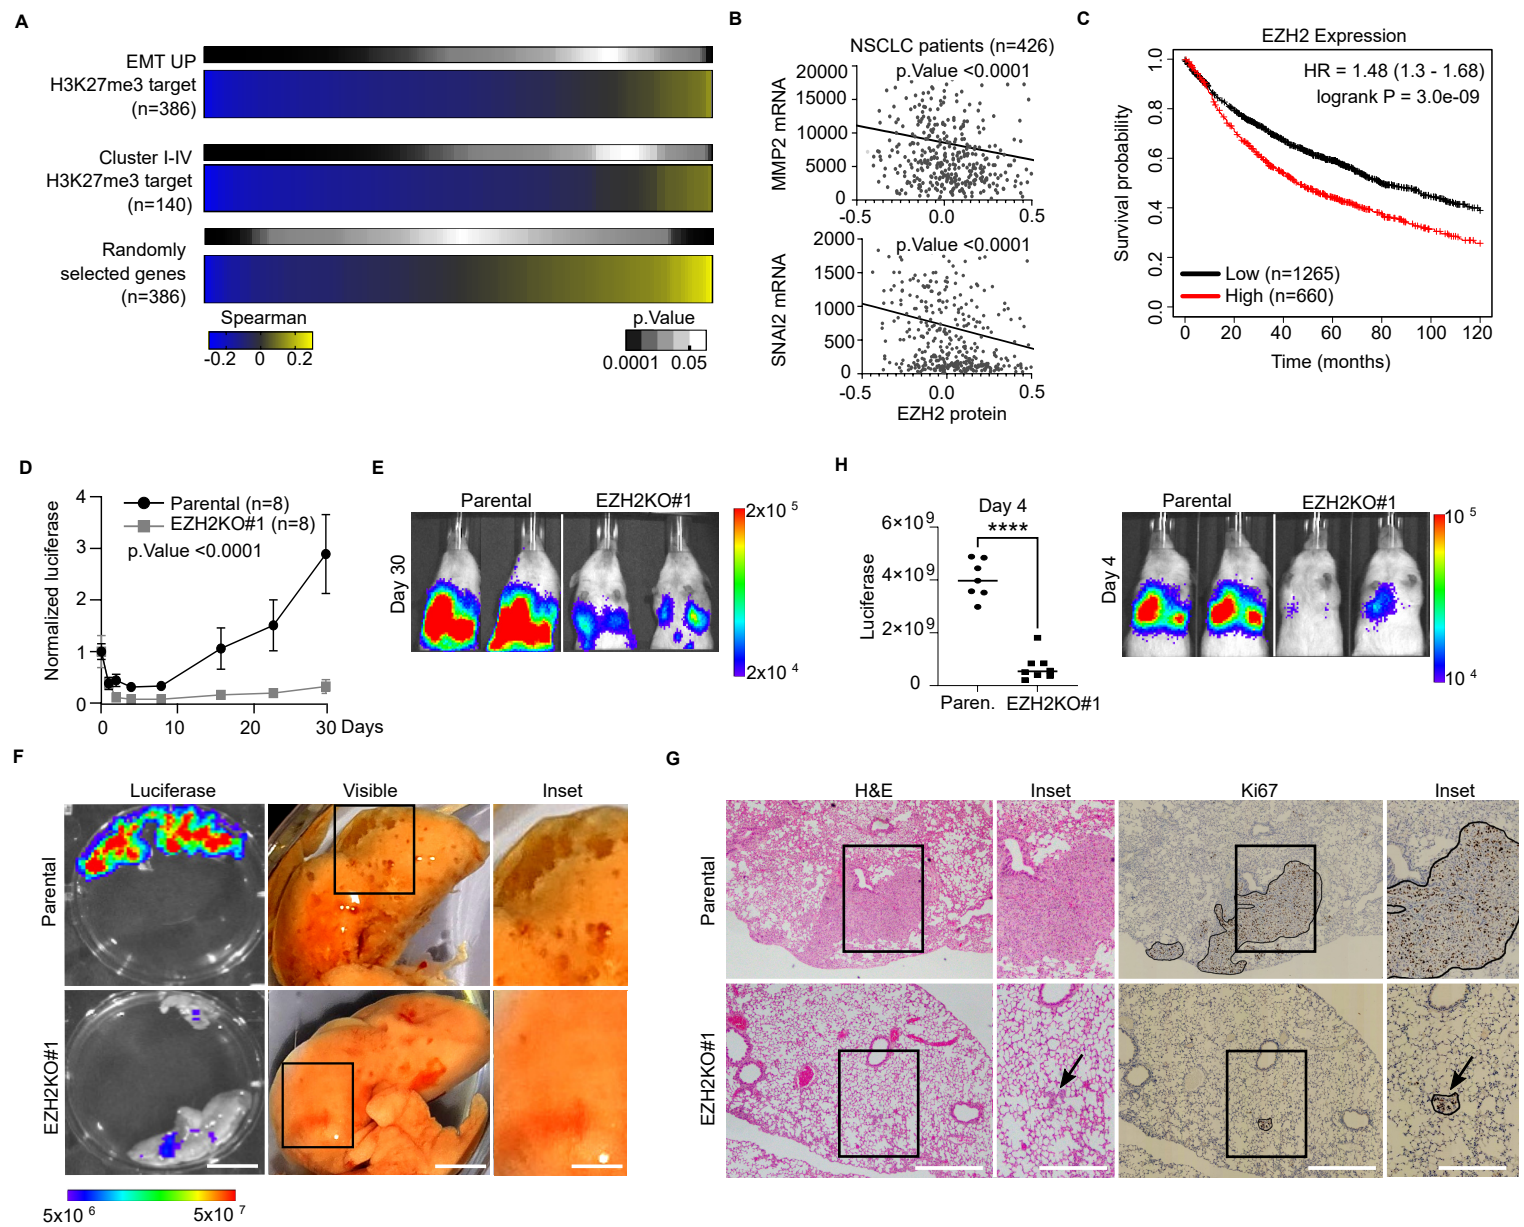 A
EMT UP
H3K27me3 target
(n=386)
Cluster I-IV
H3K27me3 target
(n=140)
Randomly
selected genes
(n=386)
Spearman
-0.2 0 0.2
p.Value
0.0001 0.05
B
NSCLC patients (n=426)
p.Value <0.0001
MMP2 mRNA
20000
15000
10000
5000
0
-0.5 0.0 0.5
p.Value <0.0001
SNAI2 mRNA
2000
1500
1000
500
0
-0.5 0.0 0.5
EZH2 protein
C
EZH2 Expression
HR = 1.48 (1.3 - 1.68)
logrank P = 3.0e-09
Survival probability
1.0
0.8
0.6
0.4
0.2
0.0
Low (n=1265)
High (n=660)
0 20 40 60 80 100 120
Time (months)
D
Normalized luciferase
4
3
2
1
0
Parental (n=8)
EZH2KO#1 (n=8)
p.Value <0.0001
0 10 20 30 Days
E
Parental EZH2KO#1
Day 30
2x10 5
2x10 4
H
Day 4
****
Luciferase
6×10 9
4×10 9
2×10 9
0
Paren. EZH2KO#1
Parental EZH2KO#1
Day 4
10 5
10 4
F
Luciferase Visible Inset
Parental
EZH2KO#1
5x10 6 5x10 7
G
H&E Inset Ki67 Inset
Parental
EZH2KO#1